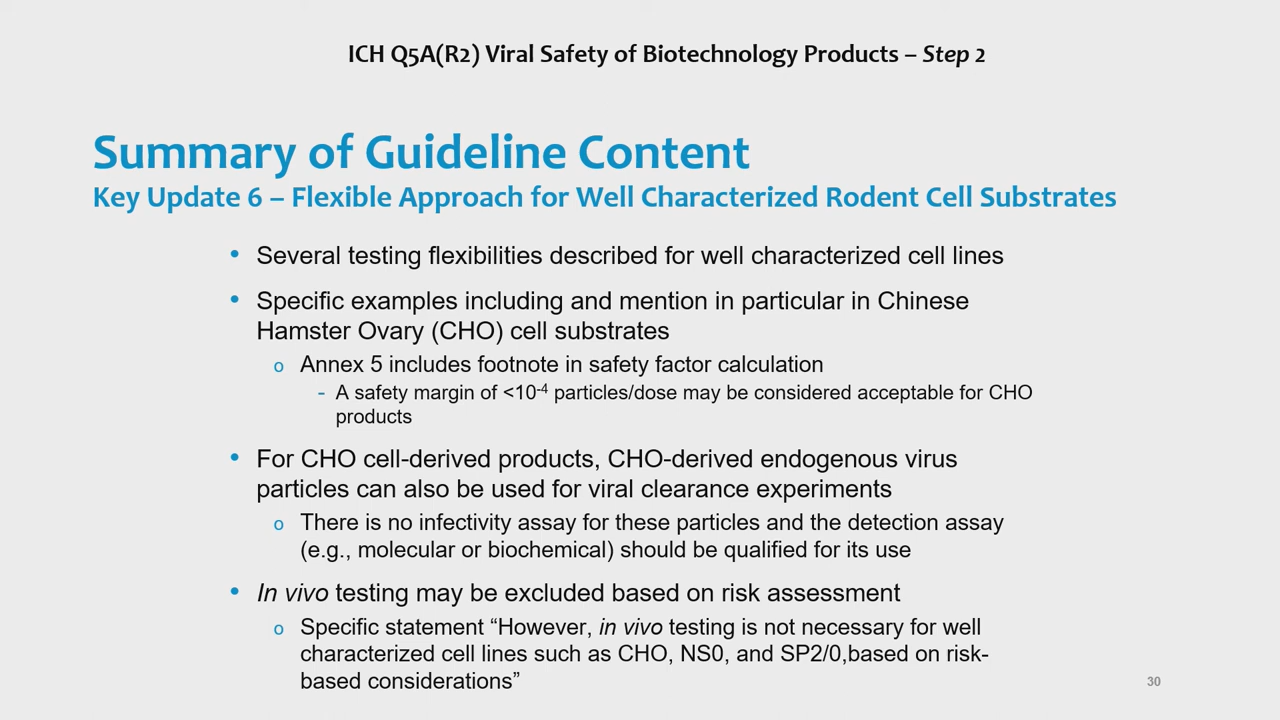 ICH Q5A(R2) Viral Safety of Biotechnology Products – Step 2
Summary of Guideline Content
Key Update 6 – Flexible Approach for Well Characterized Rodent Cell Substrates
• Several testing flexibilities described for well characterized cell lines
• Specific examples including and mention in particular in Chinese
Hamster Ovary (CHO) cell substrates
o Annex 5 includes footnote in safety factor calculation
- A safety margin of <10⁻⁴ particles/dose may be considered acceptable for CHO
products
• For CHO cell-derived products, CHO-derived endogenous virus
particles can also be used for viral clearance experiments
o There is no infectivity assay for these particles and the detection assay
(e.g., molecular or biochemical) should be qualified for its use
• In vivo testing may be excluded based on risk assessment
o Specific statement “However, in vivo testing is not necessary for well
characterized cell lines such as CHO, NS0, and SP2/0,based on risk-
based considerations”
30